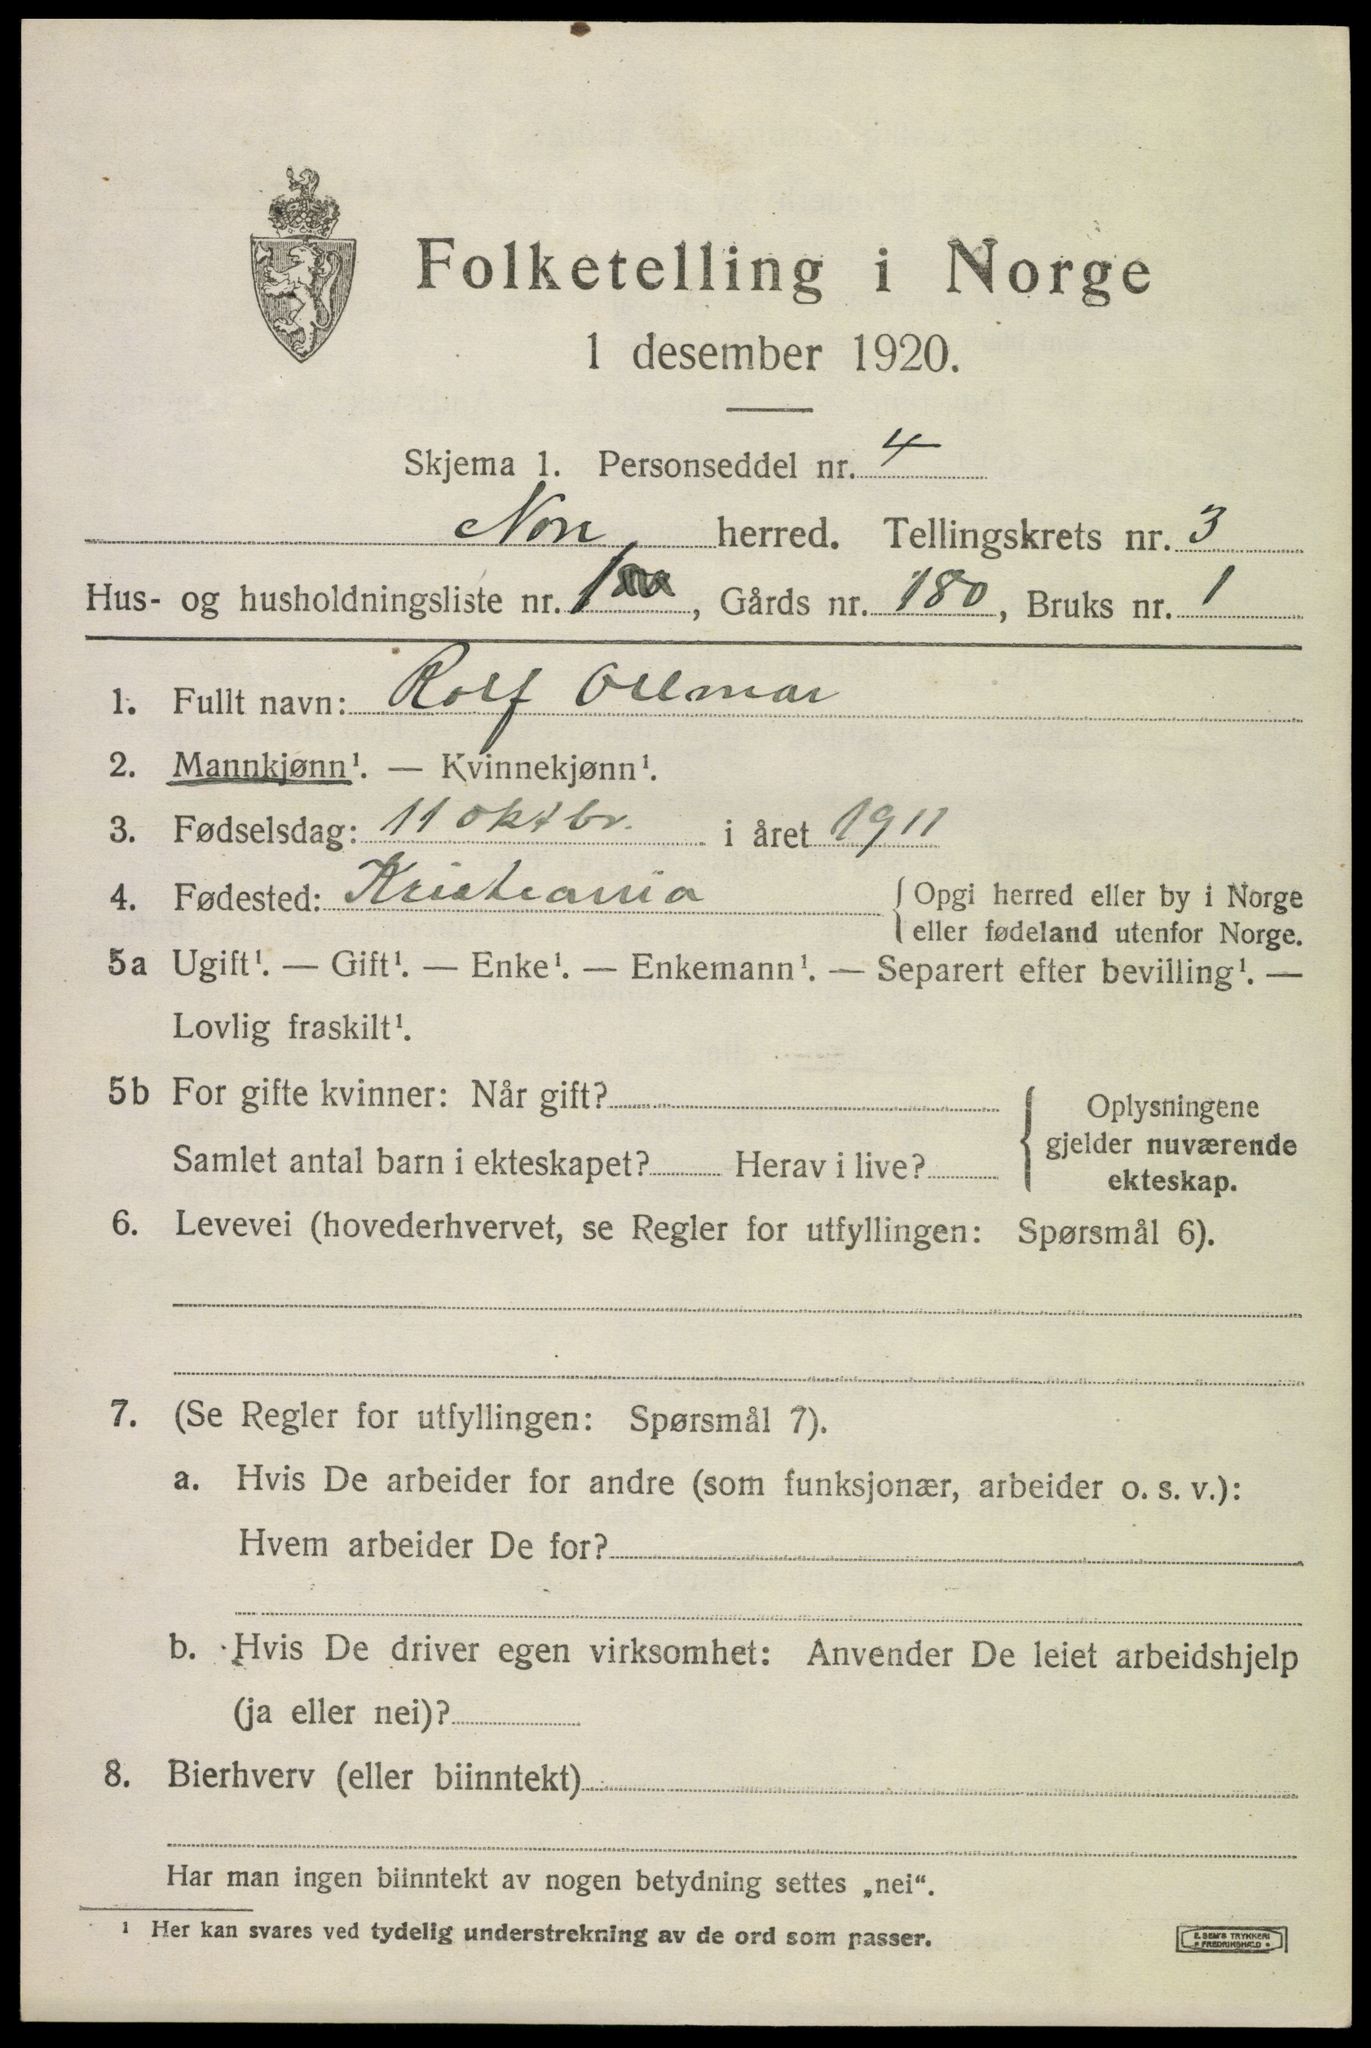 Folketelling i Norge
1 desember 1920.
Skjema 1. Personseddel nr. 4
Nore herred. Tellingskrets nr. 3
Hus- og husholdningsliste nr. 1, Gårds nr. 180, Bruks nr. 1
1. Fullt navn: Rolf
2. Mannkjønn¹. — Kvinnekjønn¹.
3. Fødselsdag: 11 oktbr. i året 1911
4. Fødested: Kristiania { Opgi herred eller by i Norge
eller fødeland utenfor Norge.
5a Ugift¹. — Gift¹. — Enke¹. — Enkemann¹. — Separert efter bevilling¹. —
Lovlig fraskilt¹.
5b For gifte kvinner: Når gift? { Oplysningene
gjelder nuværende
Samlet antal barn i ekteskapet? Herav i live?
ekteskap.
6. Levevei (hovederhvervet, se Regler for utfyllingen: Spørsmål 6).
7. (Se Regler for utfyllingen: Spørsmål 7).
a. Hvis De arbeider for andre (som funksjonær, arbeider o. s. v.):
Hvem arbeider De for?
b. Hvis De driver egen virksomhet: Anvender De leiet arbeidshjelp
(ja eller nei)?
8. Bierhverv (eller biinntekt)
Har man ingen biinntekt av nogen betydning settes „nei“.
¹ Her kan svares ved tydelig understrekning av de ord som passer.
E. SEM'S TRYKKERI
• FREDRIKSHALD •